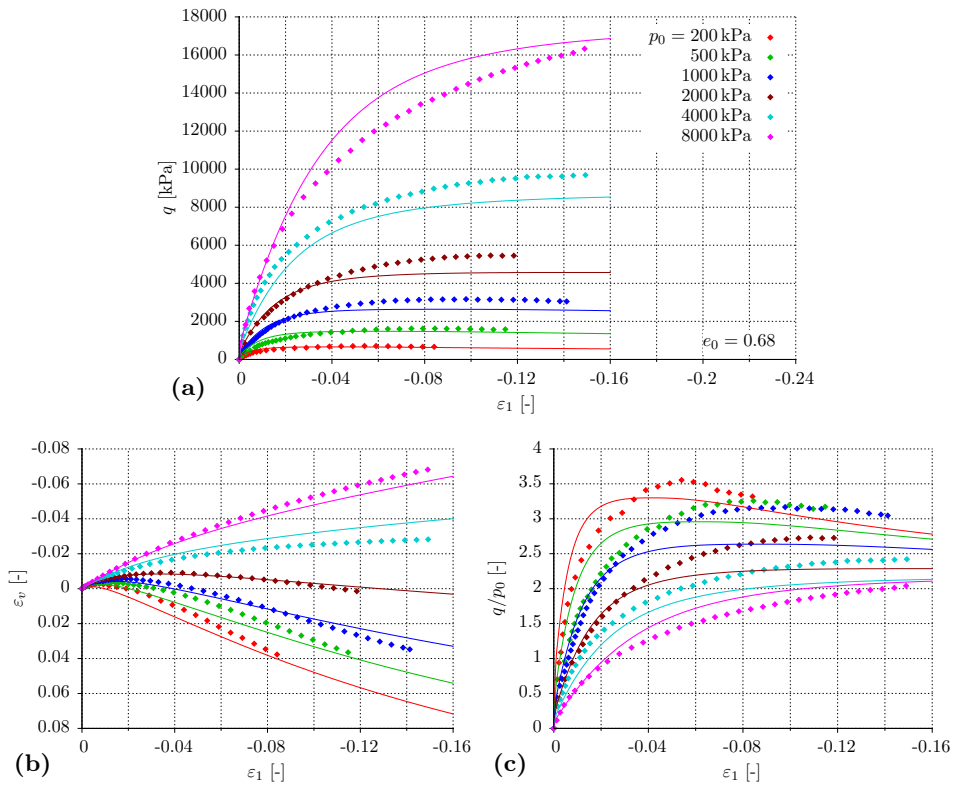 18000
16000
14000
12000
10000
8000
6000
4000
2000
0
q [kPa]
p0 = 200 kPa
500 kPa
1000 kPa
2000 kPa
4000 kPa
8000 kPa
e0 = 0.68
0 -0.04 -0.08 -0.12 -0.16 -0.2 -0.24
(a)
ε1 [-]
-0.08
-0.06
-0.04
-0.02
0
0.02
0.04
0.06
0.08
εv [-]
0 -0.04 -0.08 -0.12 -0.16
(b)
ε1 [-]
4
3.5
3
2.5
2
1.5
1
0.5
0
q/p0 [-]
0 -0.04 -0.08 -0.12 -0.16
(c)
ε1 [-]